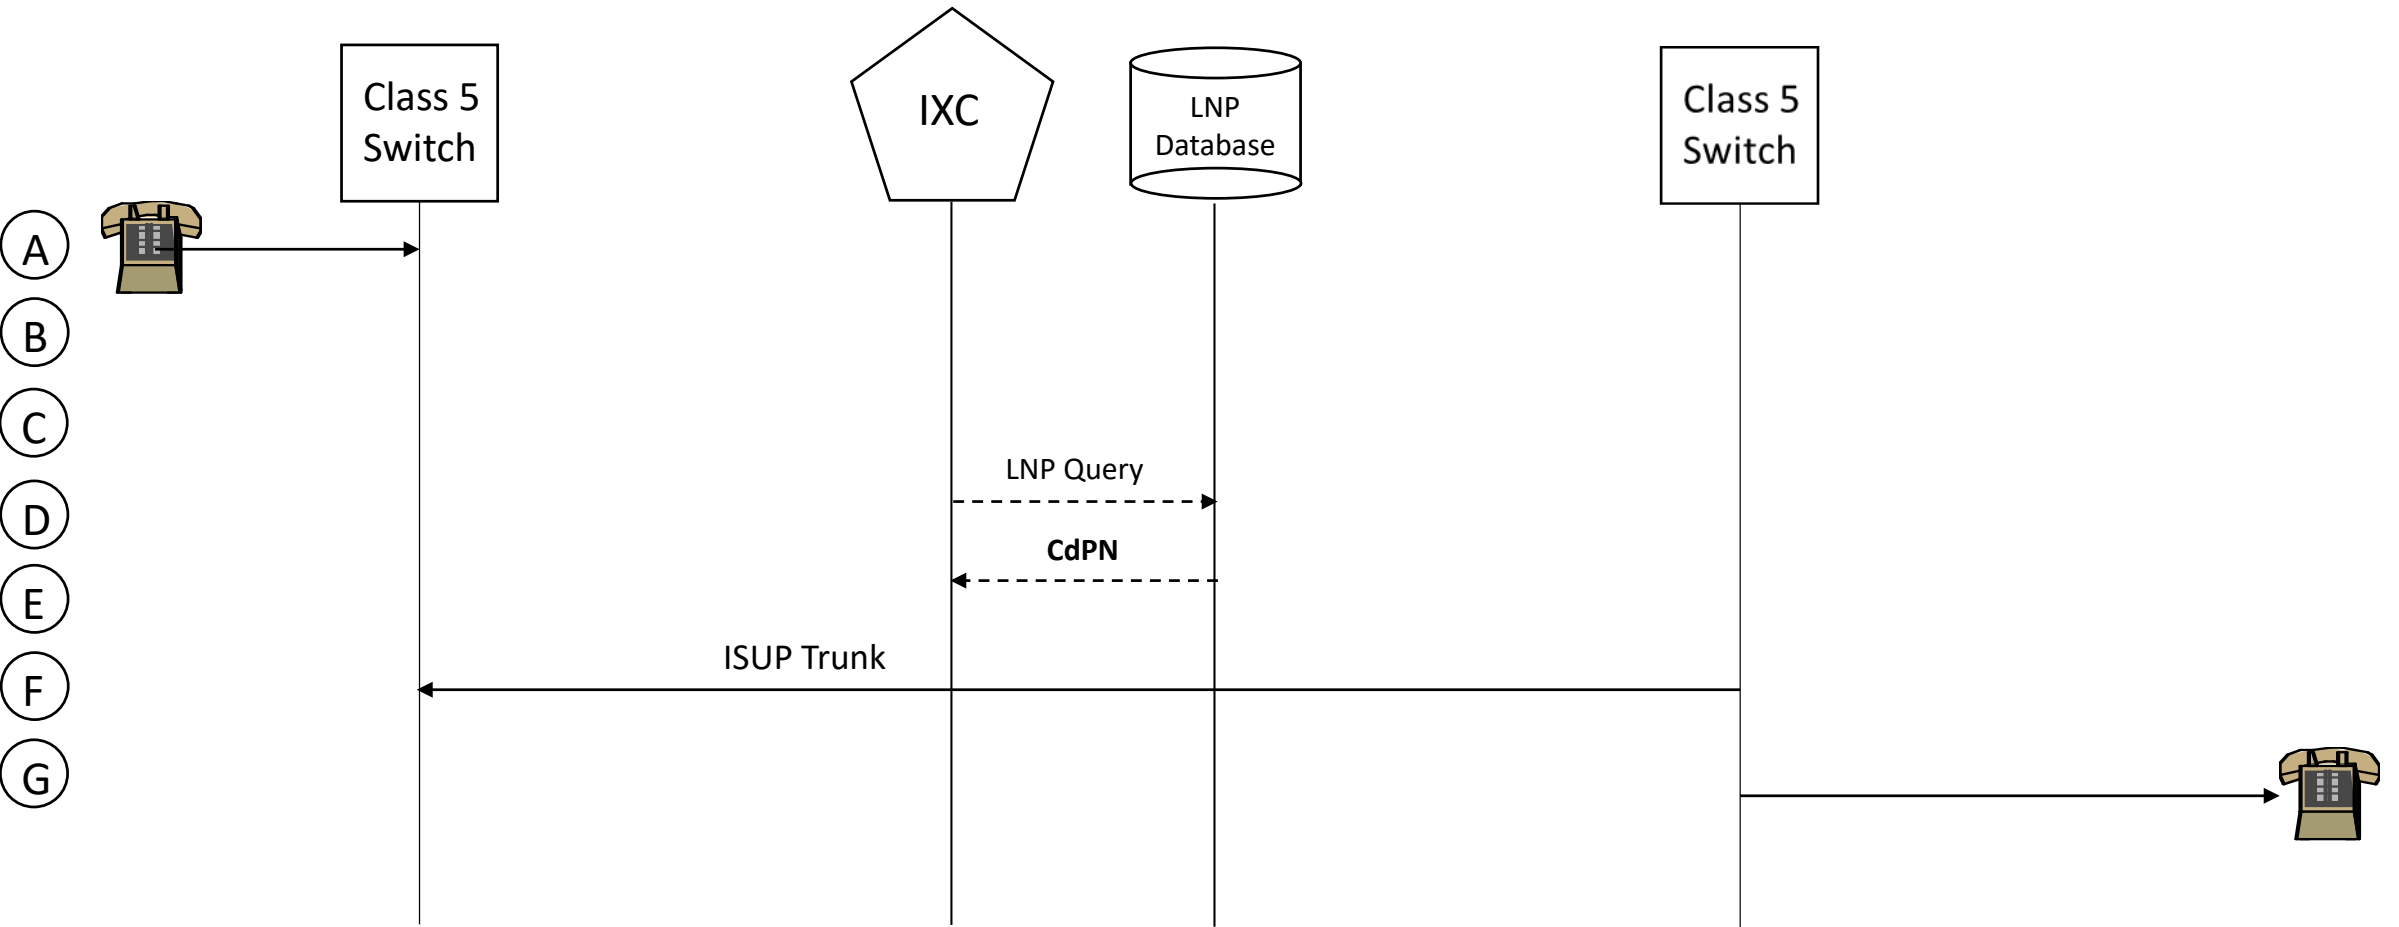 Class 5
Switch
IXC
LNP
Database
Class 5
Switch
A
B
C
LNP Query
D
CdPN
E
ISUP Trunk
F
G